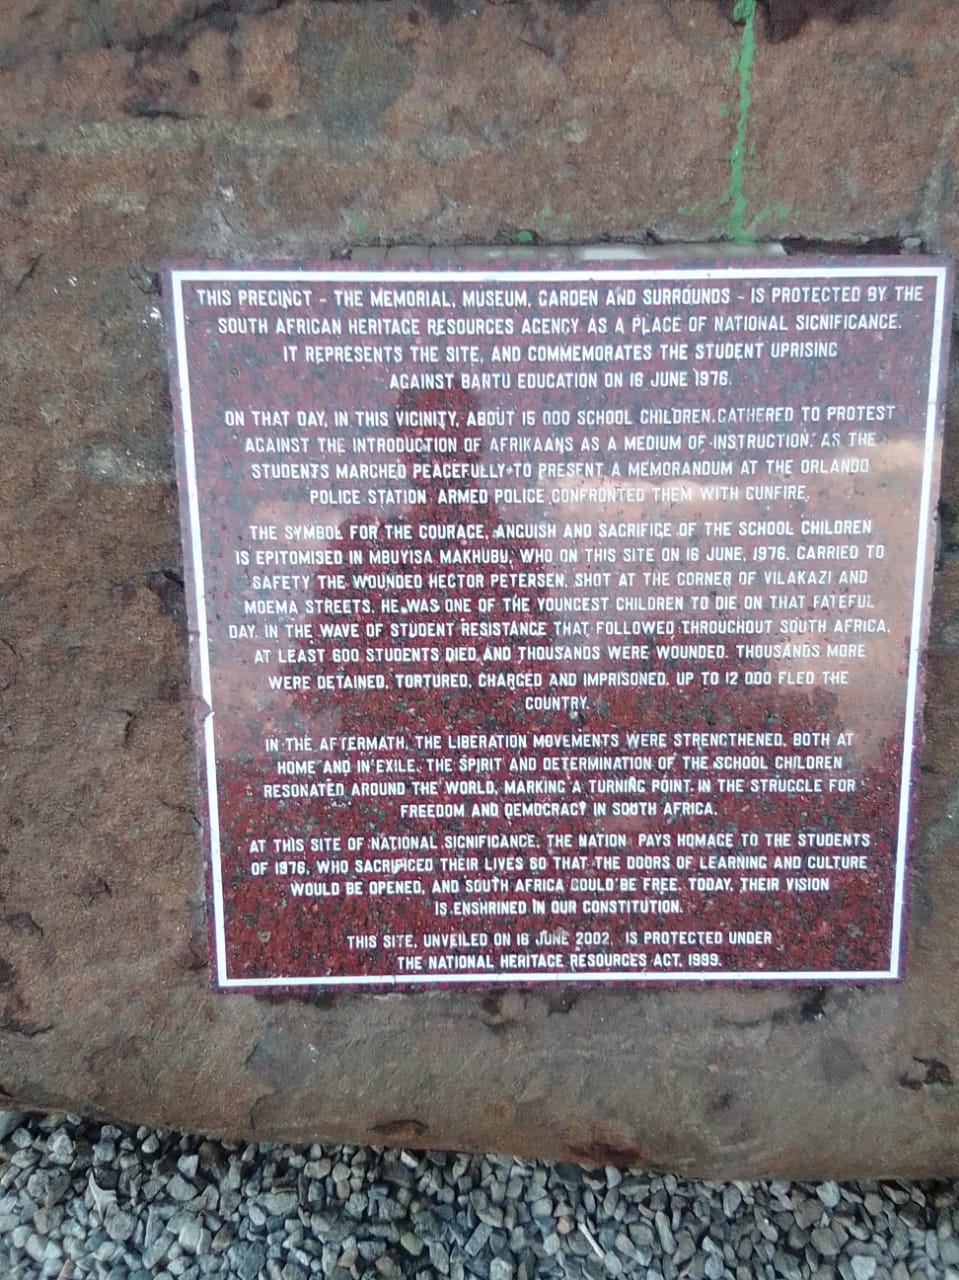 THIS PRECINCT - THE MEMORIAL, MUSEUM, GARDEN AND SURROUNDS - IS PROTECTED BY THE
SOUTH AFRICAN HERITAGE RESOURCES AGENCY AS A PLACE OF NATIONAL SIGNIFICANCE.
IT REPRESENTS THE SITE, AND COMMEMORATES THE STUDENT UPRISING
AGAINST BANTU EDUCATION ON 16 JUNE 1976.
ON THAT DAY, IN THIS VICINITY, ABOUT 15 000 SCHOOL CHILDREN GATHERED TO PROTEST
AGAINST THE INTRODUCTION OF AFRIKAANS AS A MEDIUM OF INSTRUCTION. AS THE
STUDENTS MARCHED PEACEFULLY TO PRESENT A MEMORANDUM AT THE ORLANDO
POLICE STATION, ARMED POLICE CONFRONTED THEM WITH GUNFIRE.
THE SYMBOL FOR THE COURAGE, ANGUISH AND SACRIFICE OF THE SCHOOL CHILDREN
IS EPITOMISED IN MBUYISA MAKHUBU, WHO ON THIS SITE ON 16 JUNE, 1976, CARRIED TO
SAFETY THE WOUNDED HECTOR PETERSEN, SHOT AT THE CORNER OF VILAKAZI AND
MOEMA STREETS. HE WAS ONE OF THE YOUNGEST CHILDREN TO DIE ON THAT FATEFUL
DAY. IN THE WAVE OF STUDENT RESISTANCE THAT FOLLOWED THROUGHOUT SOUTH AFRICA,
AT LEAST 600 STUDENTS DIED AND THOUSANDS WERE WOUNDED. THOUSANDS MORE
WERE DETAINED, TORTURED, CHARGED AND IMPRISONED. UP TO 12 000 FLED THE
COUNTRY.
IN THE AFTERMATH, THE LIBERATION MOVEMENTS WERE STRENGTHENED, BOTH AT
HOME AND IN EXILE. THE SPIRIT AND DETERMINATION OF THE SCHOOL CHILDREN
RESONATED AROUND THE WORLD, MARKING A TURNING POINT IN THE STRUGGLE FOR
FREEDOM AND DEMOCRACY IN SOUTH AFRICA.
AT THIS SITE OF NATIONAL SIGNIFICANCE, THE NATION PAYS HOMAGE TO THE STUDENTS
OF 1976, WHO SACRIFICED THEIR LIVES SO THAT THE DOORS OF LEARNING AND CULTURE
WOULD BE OPENED, AND SOUTH AFRICA COULD BE FREE. TODAY, THEIR VISION
IS ENSHRINED IN OUR CONSTITUTION.
THIS SITE, UNVEILED ON 16 JUNE 2002, IS PROTECTED UNDER
THE NATIONAL HERITAGE RESOURCES ACT, 1999.